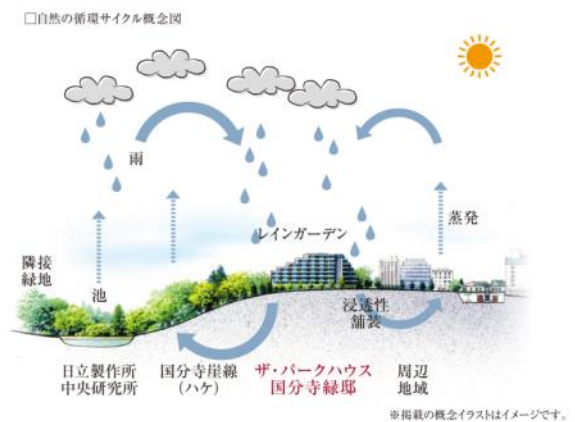 □自然の循環サイクル概念図
雨
レインガーデン
蒸発
隣接
緑地
池
浸透性
舗装
日立製作所
中央研究所
国分寺崖線
(ハケ)
ザ・パークハウス
国分寺緑邸
周辺
地域
※掲載の概念イラストはイメージです。